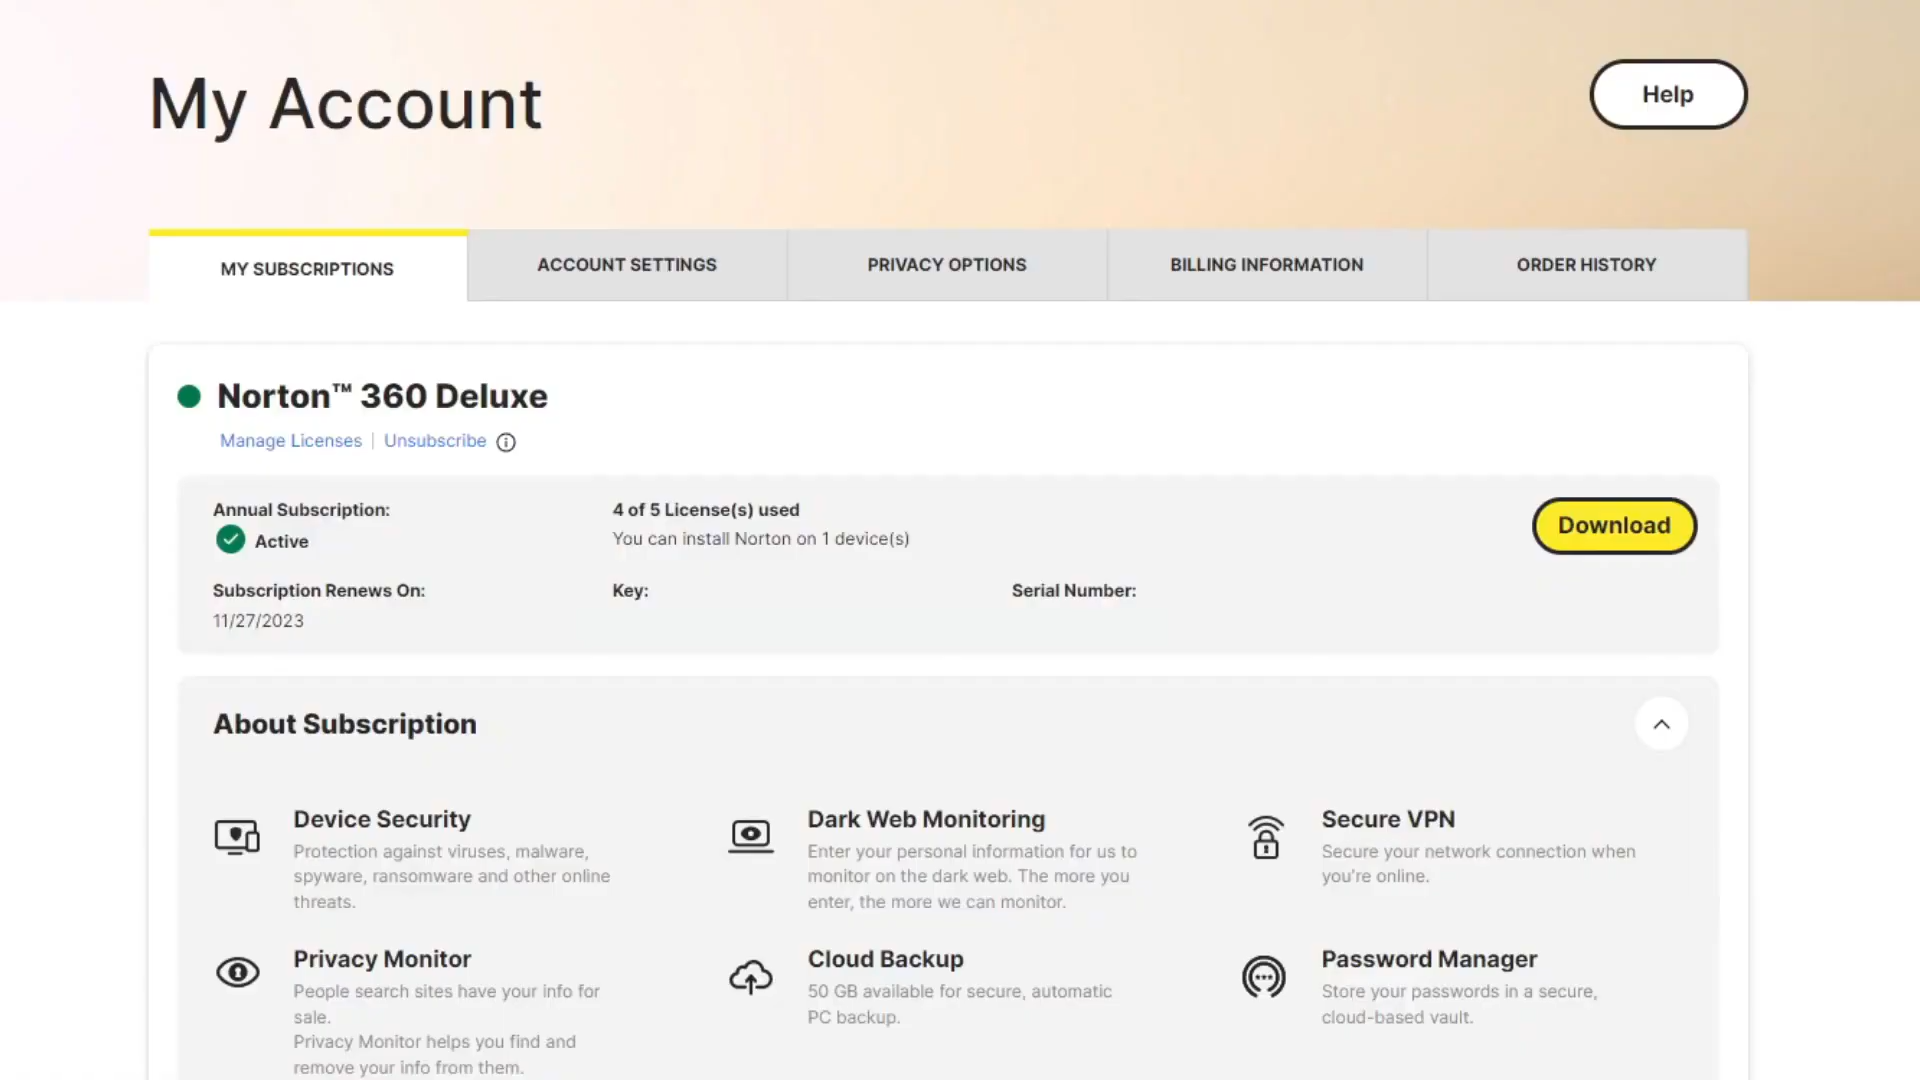 My Account
Help
MY SUBSCRIPTIONS
ACCOUNT SETTINGS
PRIVACY OPTIONS
BILLING INFORMATION
ORDER HISTORY
Norton™ 360 Deluxe
Manage Licenses | Unsubscribe
Annual Subscription:
Active
4 of 5 License(s) used
You can install Norton on 1 device(s)
Download
Subscription Renews On:
11/27/2023
Key:
Serial Number:
About Subscription
Device Security
Protection against viruses, malware,
spyware, ransomware and other online
threats.
Dark Web Monitoring
Enter your personal information for us to
monitor on the dark web. The more you
enter, the more we can monitor.
Secure VPN
Secure your network connection when
you're online.
Privacy Monitor
People search sites have your info for
sale.
Privacy Monitor helps you find and
remove your info from them.
Cloud Backup
50 GB available for secure, automatic
PC backup.
Password Manager
Store your passwords in a secure,
cloud-based vault.